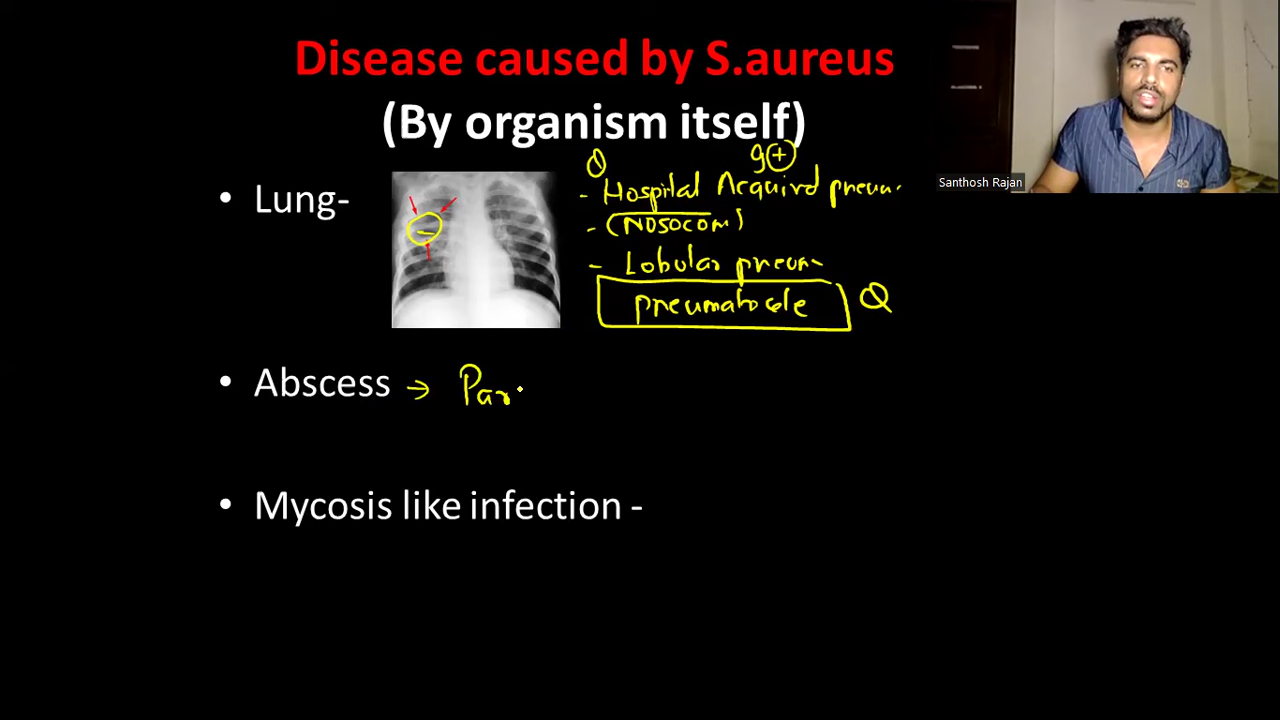 Disease caused by S.aureus
(By organism itself)
Santhosh Rajan
Q g+
• Lung-
- Hospital Acquird pneum.
- (Nosocom)
- Lobular pneum-
pneumatocele Q
• Abscess → Par
• Mycosis like infection -